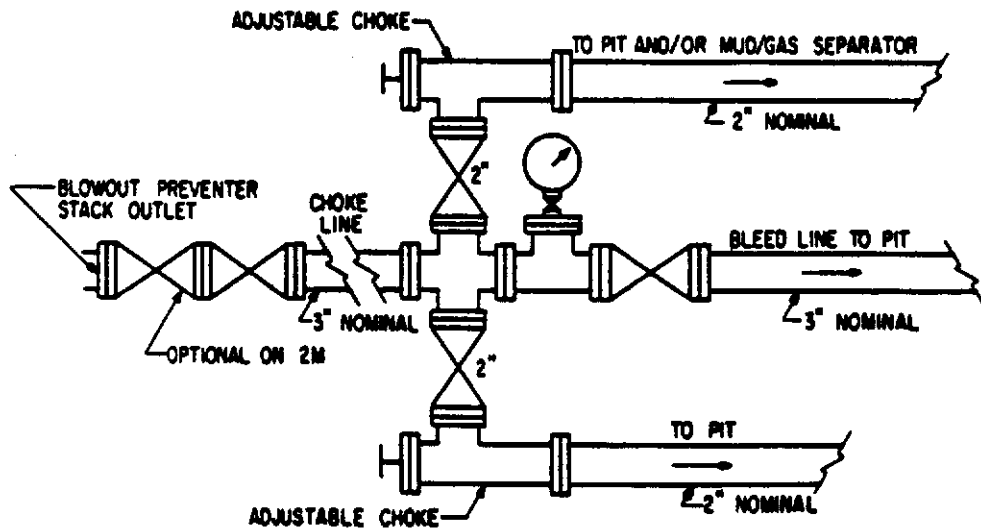 ADJUSTABLE CHOKE
TO PIT AND/OR MUD/GAS SEPARATOR
2" NOMINAL
2"
BLOWOUT PREVENTER
STACK OUTLET
CHOKE
LINE
BLEED LINE TO PIT
3" NOMINAL
3" NOMINAL
OPTIONAL ON 2M
2"
TO PIT
2" NOMINAL
ADJUSTABLE CHOKE